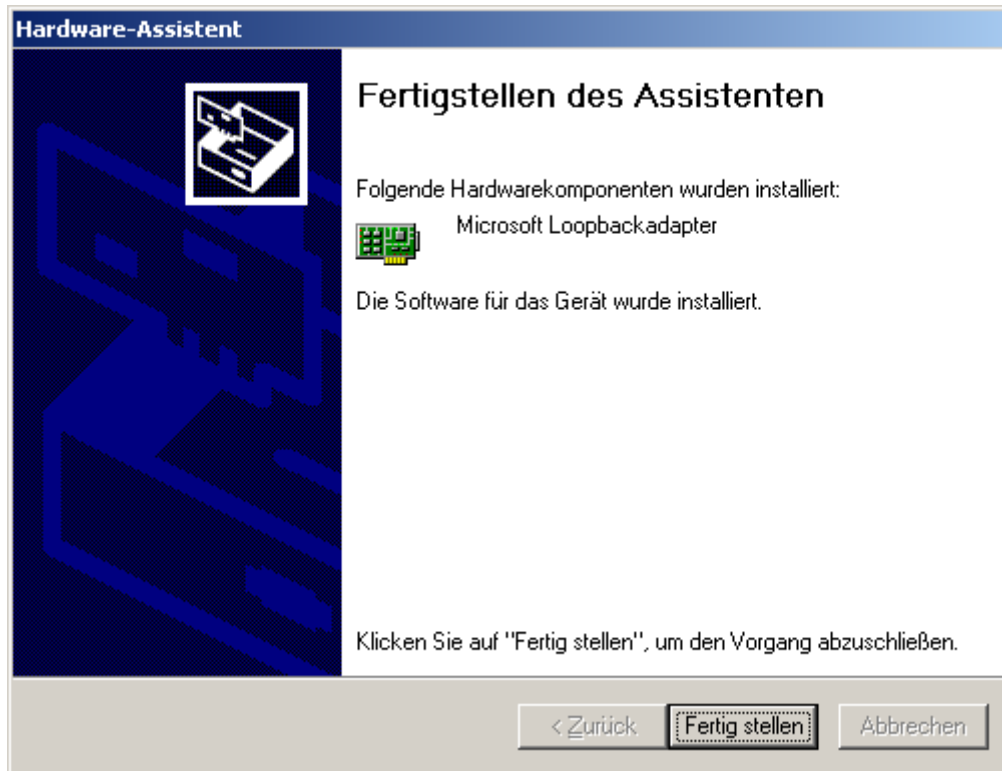 Hardware-Assistent
Fertigstellen des Assistenten
Folgende Hardwarekomponenten wurden installiert:
Microsoft Loopbackadapter
Die Software für das Gerät wurde installiert.
Klicken Sie auf "Fertig stellen", um den Vorgang abzuschließen.
< Zurück Fertig stellen Abbrechen